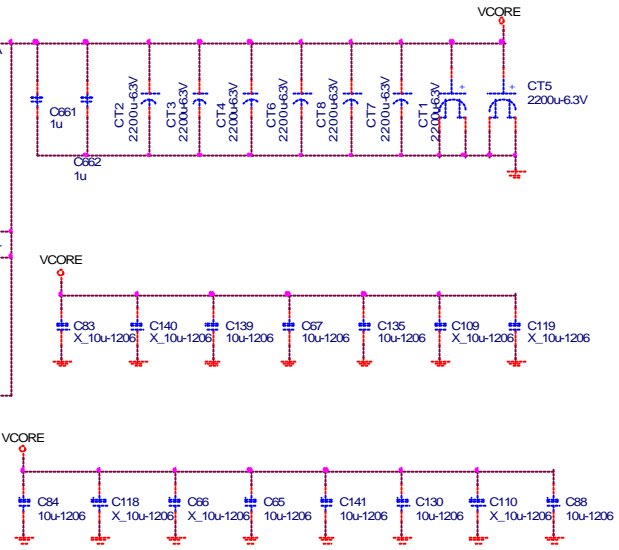 VCORE
C661
1u
C662
1u
CT2
2200u-6.3V
CT3
2200u-6.3V
CT4
2200u-6.3V
CT6
2200u-6.3V
CT8
2200u-6.3V
CT7
2200u-6.3V
CT1
2200u-6.3V
CT5
2200u-6.3V
VCORE
C83
X_10u-1206
C140
X_10u-1206
C139
10u-1206
C67
10u-1206
C135
10u-1206
C109
X_10u-1206
C119
X_10u-1206
VCORE
C84
10u-1206
C118
X_10u-1206
C66
X_10u-1206
C65
10u-1206
C141
10u-1206
C130
10u-1206
C110
X_10u-1206
C88
10u-1206